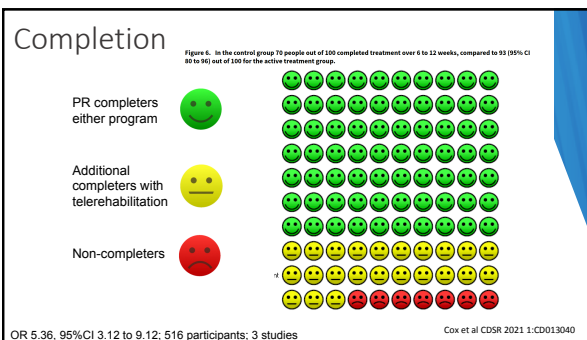 Completion
Figure 6. In the control group 70 people out of 100 completed treatment over 6 to 12 weeks, compared to 93 (95% CI
80 to 96) out of 100 for the active treatment group.
PR completers
either program
Additional
completers with
telerehabilitation
Non-completers
nt
OR 5.36, 95%CI 3.12 to 9.12; 516 participants; 3 studies
Cox et al CDSR 2021 1:CD013040